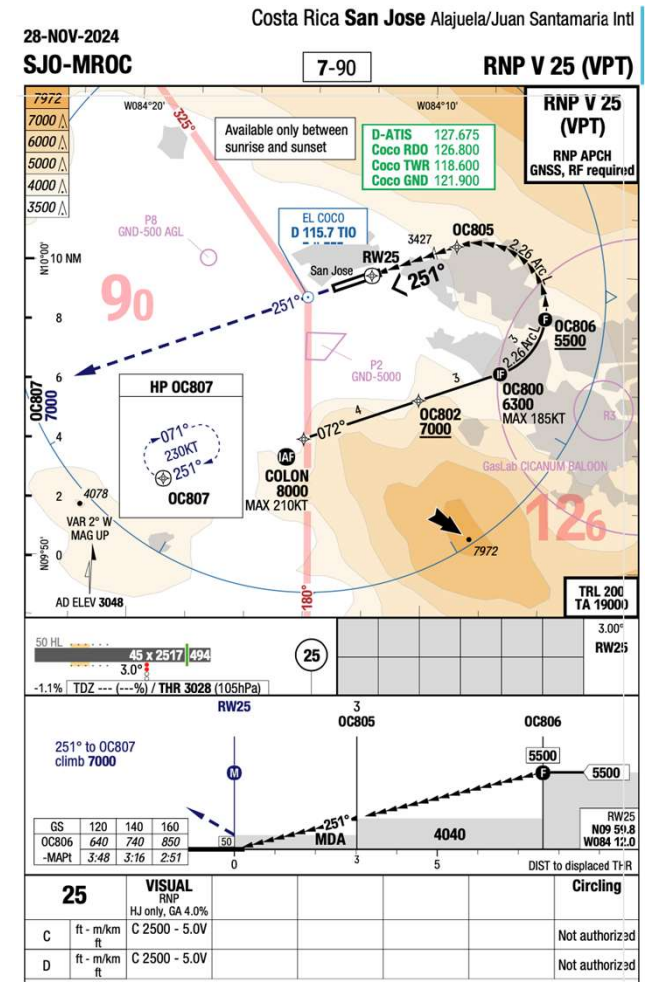 Costa Rica San Jose Alajuela/Juan Santamaria Intl
28-NOV-2024
SJO-MROC
7-90
RNP V 25 (VPT)
7972
7000
6000
5000
4000
3500
W084°20'
W084°10'
325°
Available only between
sunrise and sunset
D-ATIS 127.675
Coco RDO 126.800
Coco TWR 118.600
Coco GND 121.900
RNP V 25
(VPT)
RNP APCH
GNSS, RF required
P8
GND-500 AGL
EL COCO
D 115.7 TIO
N10°00'
10 NM
8
6
4
2
0
N09°50'
90
San Jose
RW25
3427
OC805
2.26 Arc L
251°
251°
F
OC806
5500
3
2.26 Arc L
P2
GND-5000
IF
OC800
6300
MAX 185KT
R3
OC807
7000
HP OC807
071°
230KT
251°
OC807
072°
4
3
OC802
7000
IAF
COLON
8000
MAX 210KT
GasLab CICANUM BALOON
126
4078
VAR 2° W
MAG UP
7972
AD ELEV 3048
180°
TRL 200
TA 19000
50 HL
45 x 2517
494
3.0°
-1.1%
TDZ --- (---%) / THR 3028 (105hPa)
25
3.00°
RW25
RW25
3
OC805
OC806
251° to OC807
climb 7000
M
5500
F
5500
251°
MDA
4040
50
RW25
N09 59.8
W084 12.0
GS 120 140 160
OC806 640 740 850
-MAPt 3:48 3:16 2:51
0
3
5
DIST to displaced THR
25
VISUAL
RNP
HJ only, GA 4.0%
Circling
C ft - m/km ft C 2500 - 5.0V Not authorized
D ft - m/km ft C 2500 - 5.0V Not authorized